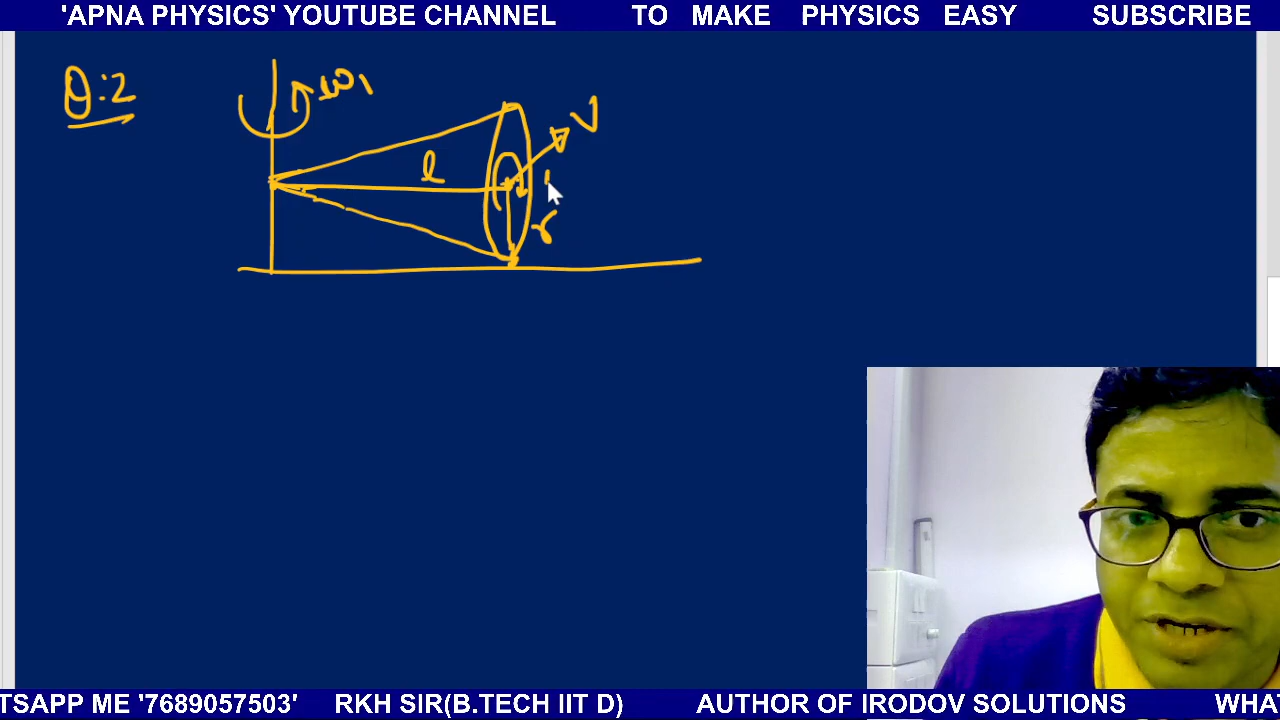 'APNA PHYSICS' YOUTUBE CHANNEL TO MAKE PHYSICS EASY SUBSCRIBE
Q:2
ω₁
V
l
r
TSAPP ME '7689057503' RKH SIR(B.TECH IIT D) AUTHOR OF IRODOV SOLUTIONS WHA